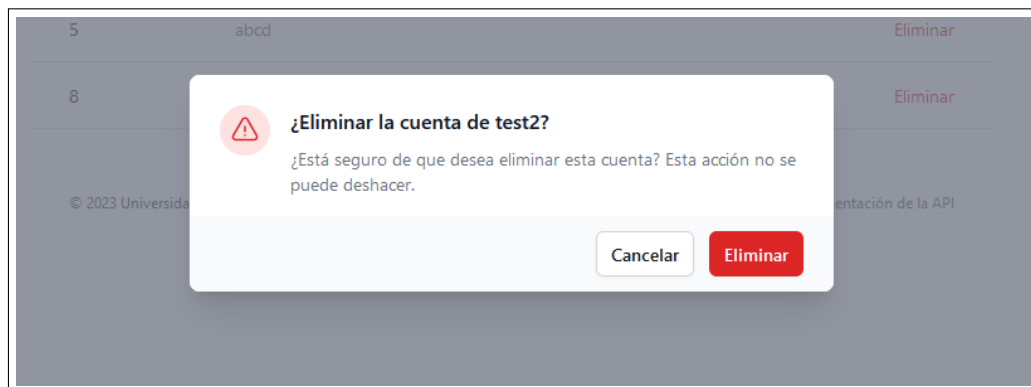 5 abcd Eliminar
8 Eliminar
¿Eliminar la cuenta de test2?
¿Está seguro de que desea eliminar esta cuenta? Esta acción no se
puede deshacer.
© 2023 Universida entación de la API
Cancelar Eliminar